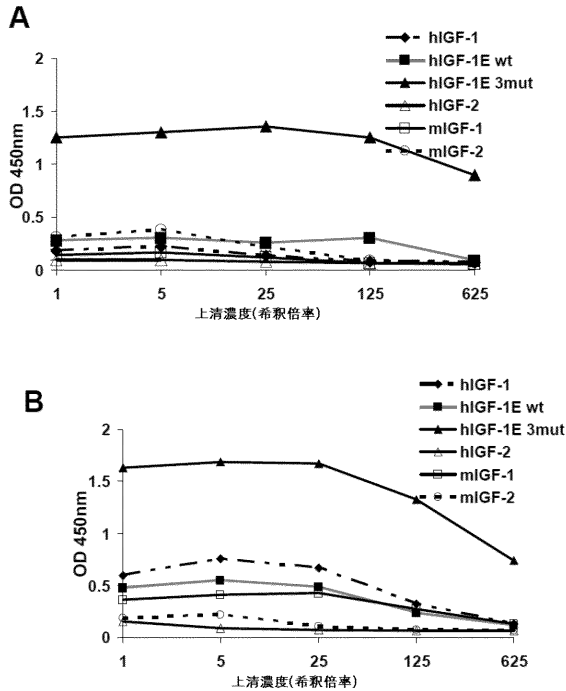 A
hIGF-1
hIGF-1E wt
hIGF-1E 3mut
hIGF-2
mIGF-1
mIGF-2
OD 450nm
2
1.5
1
0.5
0
1 5 25 125 625
上清濃度(希釈倍率)
B
hIGF-1
hIGF-1E wt
hIGF-1E 3mut
hIGF-2
mIGF-1
mIGF-2
OD 450nm
2
1.5
1
0.5
0
1 5 25 125 625
上清濃度(希釈倍率)